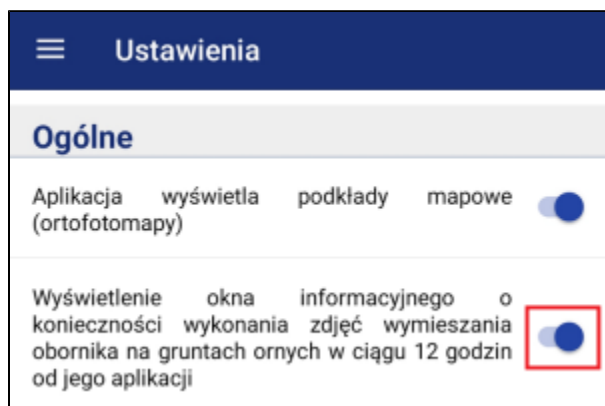 Ustawienia
Ogólne
Aplikacja wyświetla podkłady mapowe
(ortofotomapy)
Wyświetlenie okna informacyjnego o
konieczności wykonania zdjęć wymieszania
obornika na gruntach ornych w ciągu 12 godzin
od jego aplikacji